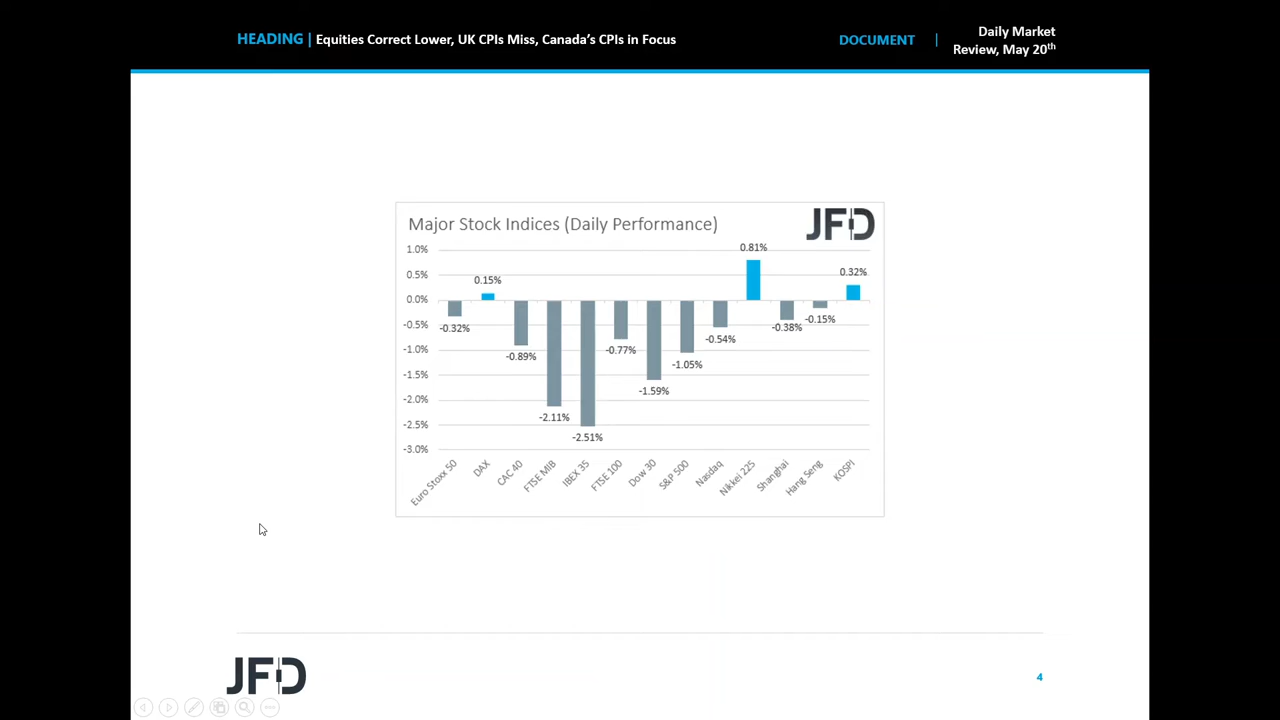 HEADING | Equities Correct Lower, UK CPIs Miss, Canada’s CPIs in Focus
DOCUMENT | Daily Market
Review, May 20th
Major Stock Indices (Daily Performance)
JFD
1.0%
0.5%
0.0%
-0.5%
-1.0%
-1.5%
-2.0%
-2.5%
-3.0%
-0.32%
0.15%
-0.89%
-2.11%
-2.51%
-0.77%
-1.59%
-1.05%
-0.54%
0.81%
-0.38%
-0.15%
0.32%
Euro Stoxx 50
DAX
CAC 40
FTSE MIB
IBEX 35
FTSE 100
Dow 30
S&P 500
Nasdaq
Nikkei 225
Shanghai
Hang Seng
KOSPI
JFD
4